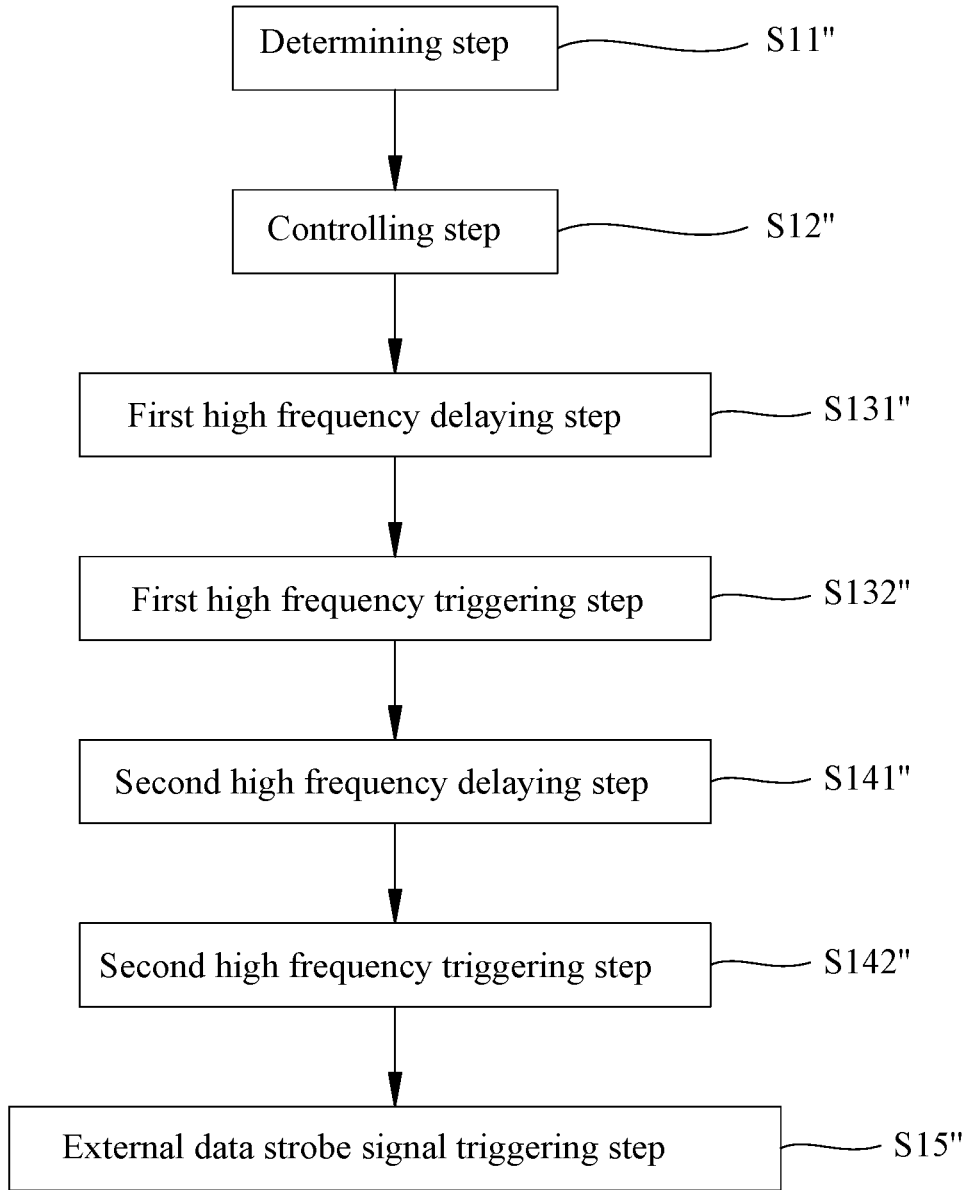 Determining step
S11"
Controlling step
S12"
First high frequency delaying step
S131"
First high frequency triggering step
S132"
Second high frequency delaying step
S141"
Second high frequency triggering step
S142"
External data strobe signal triggering step
S15"